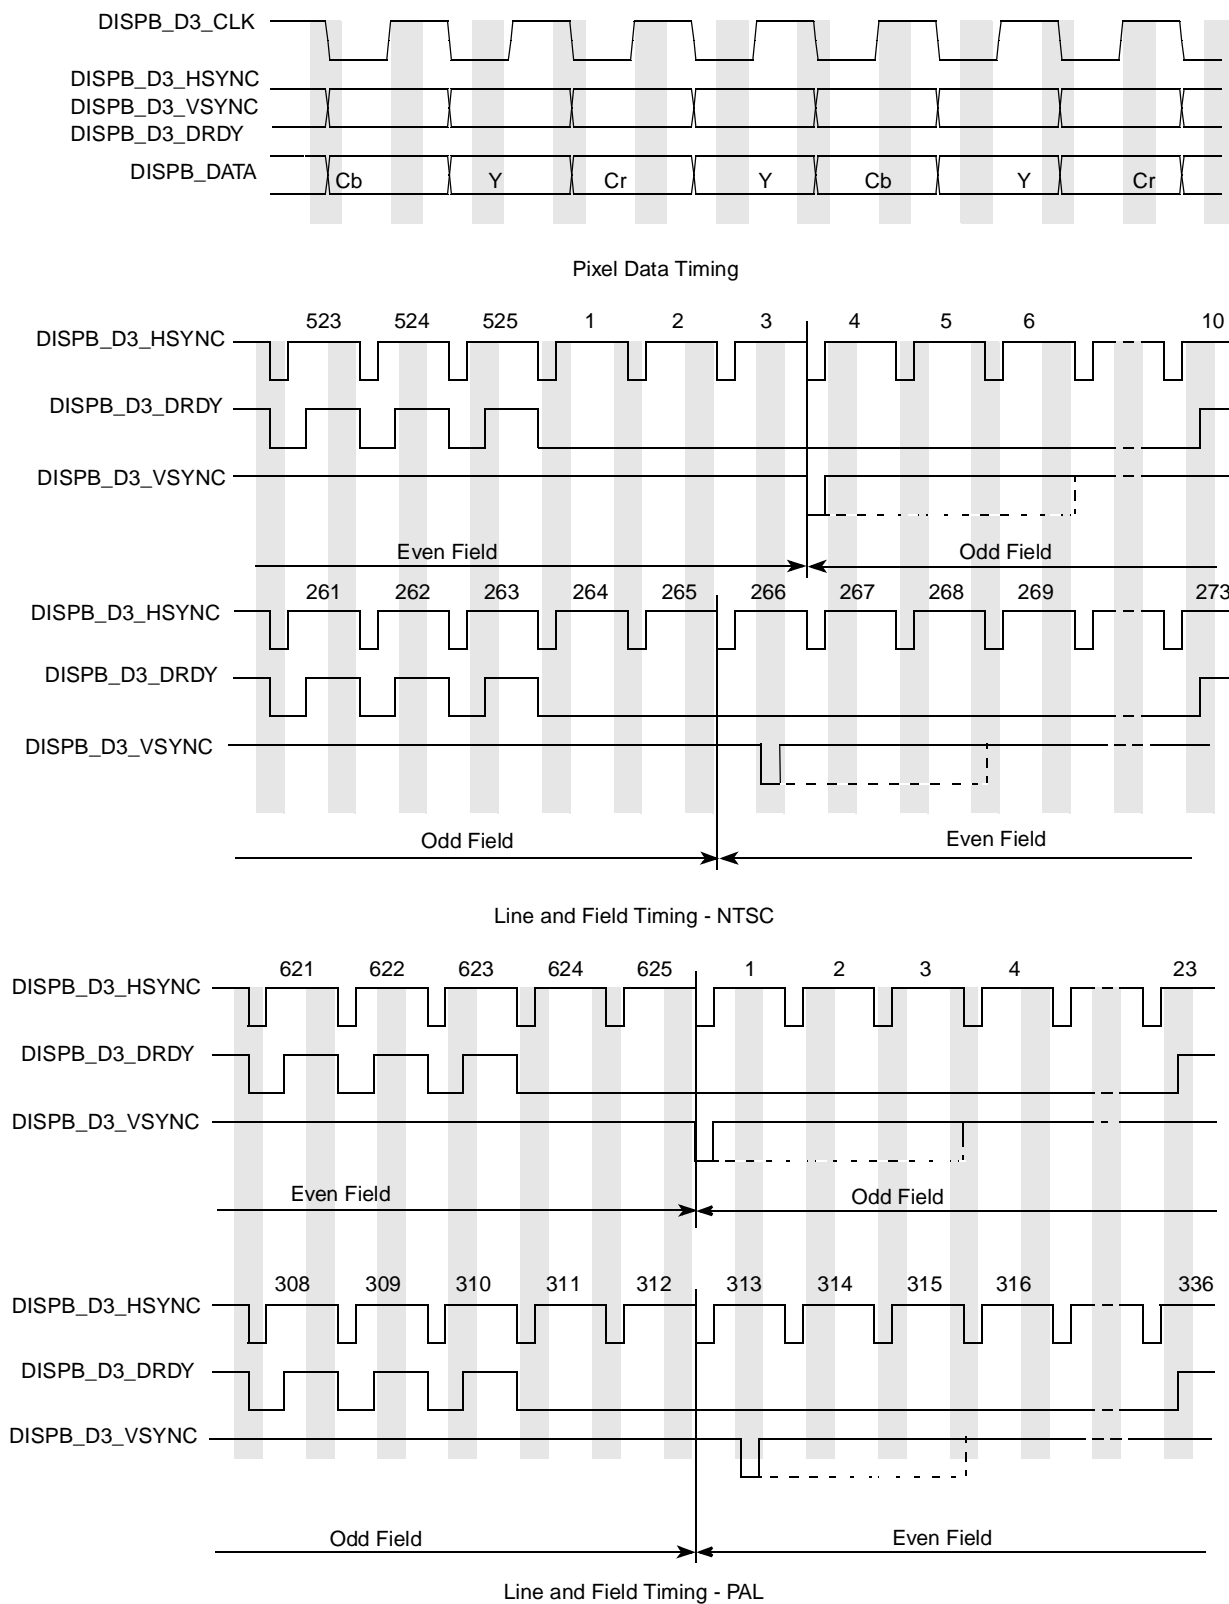 DISPB_D3_CLK
DISPB_D3_HSYNC
DISPB_D3_VSYNC
DISPB_D3_DRDY
DISPB_DATA Cb Y Cr Y Cb Y Cr
Pixel Data Timing
523 524 525 1 2 3 4 5 6 10
DISPB_D3_HSYNC
DISPB_D3_DRDY
DISPB_D3_VSYNC
Even Field Odd Field
261 262 263 264 265 266 267 268 269 273
DISPB_D3_HSYNC
DISPB_D3_DRDY
DISPB_D3_VSYNC
Odd Field Even Field
Line and Field Timing - NTSC
621 622 623 624 625 1 2 3 4 23
DISPB_D3_HSYNC
DISPB_D3_DRDY
DISPB_D3_VSYNC
Even Field Odd Field
308 309 310 311 312 313 314 315 316 336
DISPB_D3_HSYNC
DISPB_D3_DRDY
DISPB_D3_VSYNC
Odd Field Even Field
Line and Field Timing - PAL